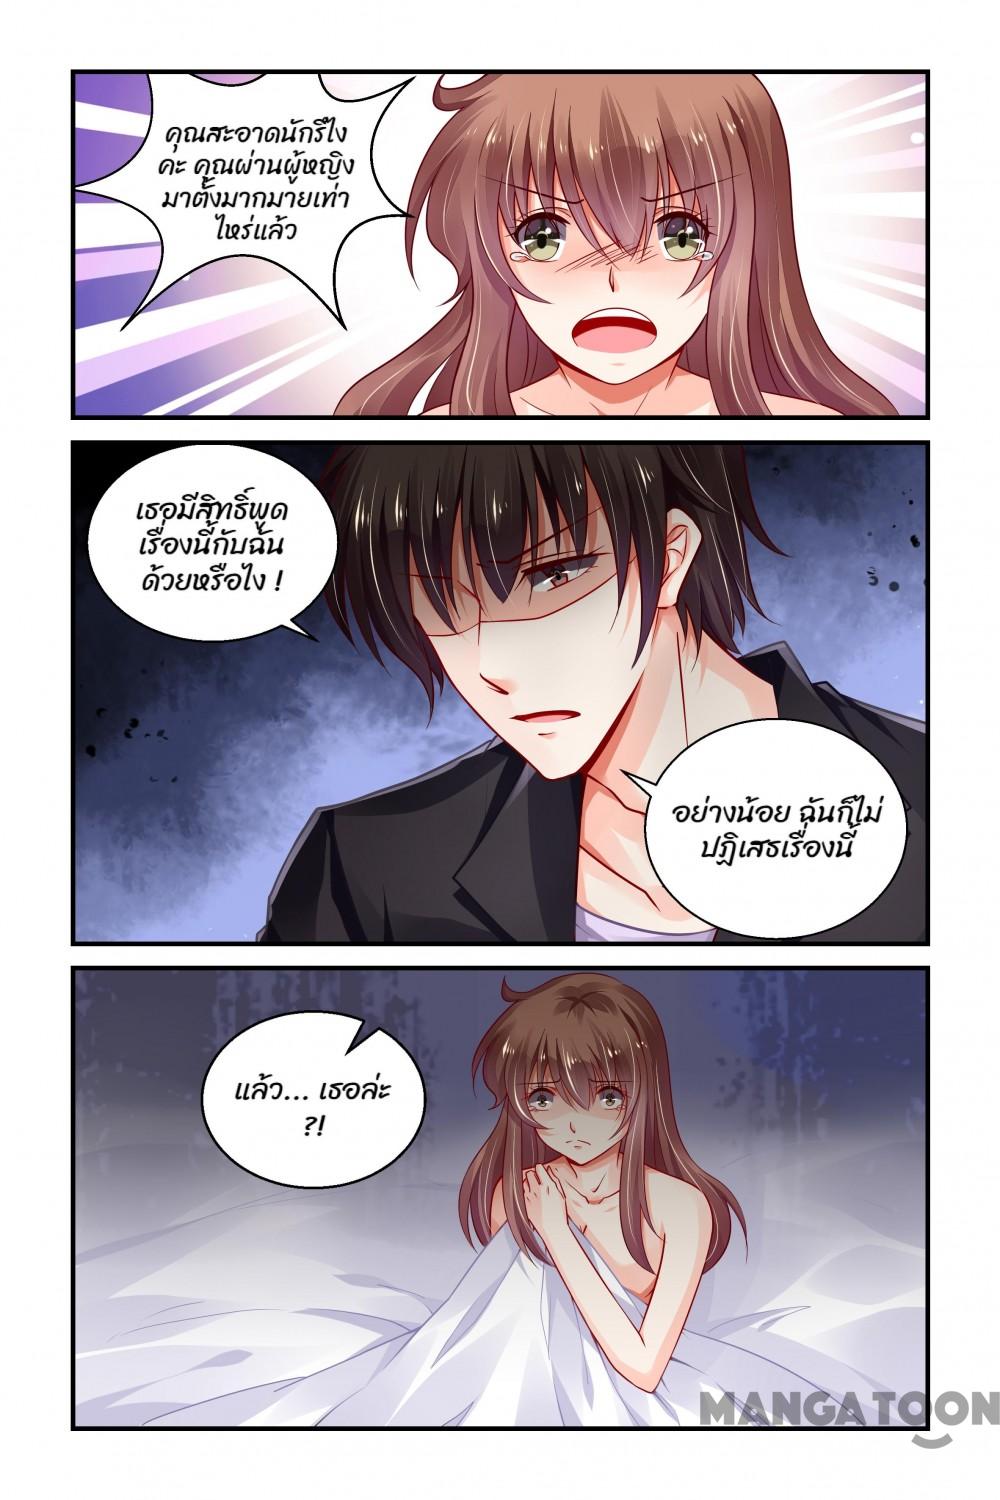 คุณสะอาดนักรึไง
คะ คุณผ่านผู้หญิง
มาตั้งมากมายเท่า
ไหร่แล้ว
เธอมีสิทธิ์พูด
เรื่องนี้กับฉัน
ด้วยหรือไง !
อย่างน้อย ฉันก็ไม่
ปฏิเสธเรื่องนี้
แล้ว... เธอล่ะ
?!
MANGATOON